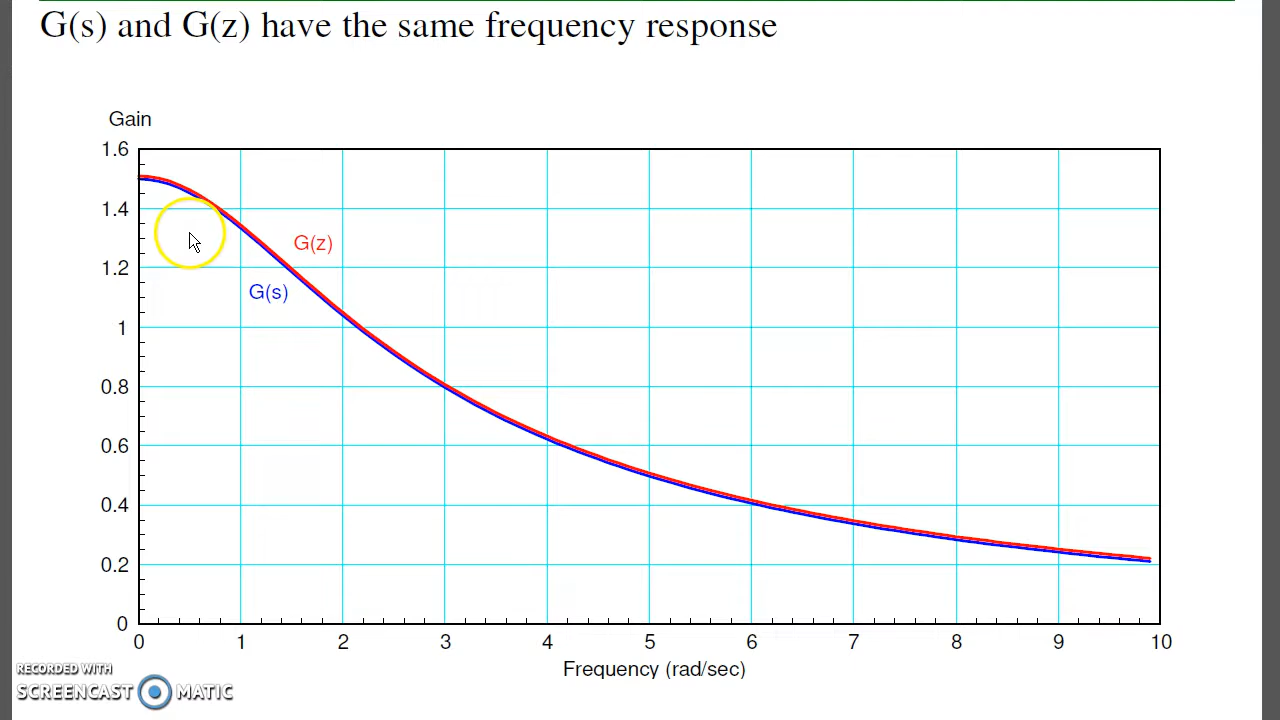 G(s) and G(z) have the same frequency response
Gain
1.6
1.4
1.2
1
0.8
0.6
0.4
0.2
0
G(z)
G(s)
0 1 2 3 4 5 6 7 8 9 10
Frequency (rad/sec)
RECORDED WITH
SCREENCAST MATIC